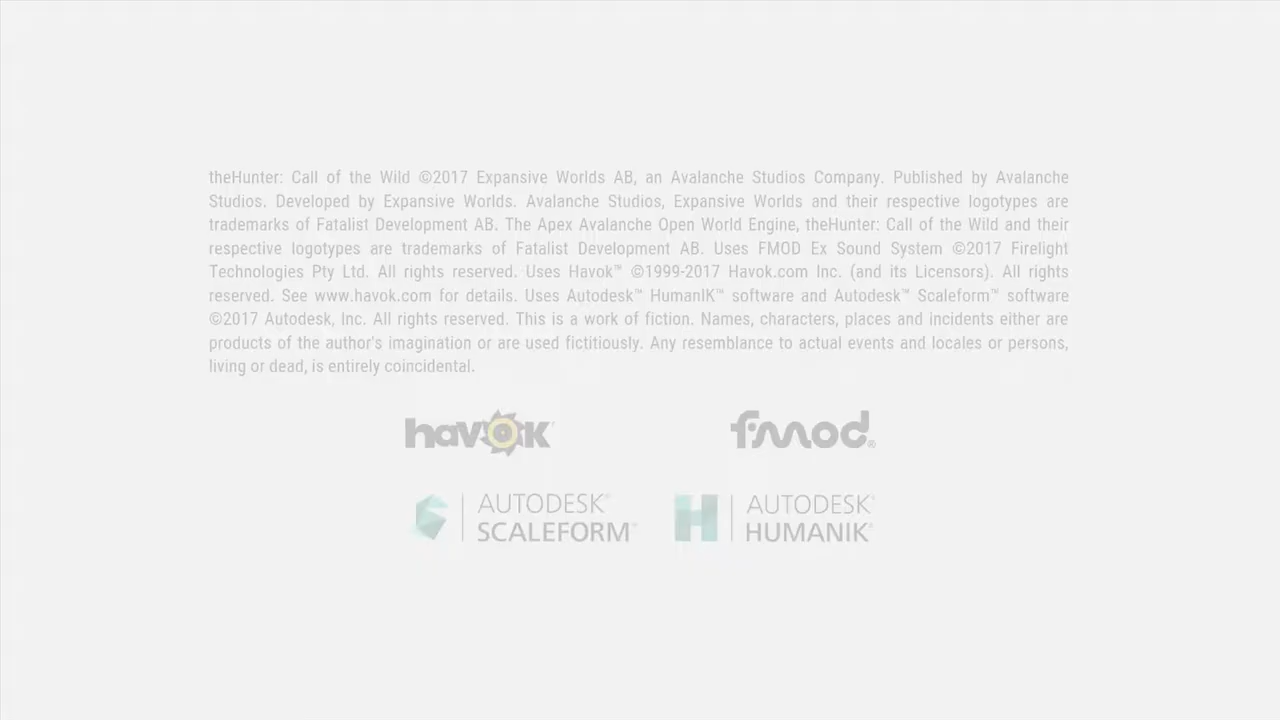 theHunter: Call of the Wild ©2017 Expansive Worlds AB, an Avalanche Studios Company. Published by Avalanche
Studios. Developed by Expansive Worlds. Avalanche Studios, Expansive Worlds and their respective logotypes are
trademarks of Fatalist Development AB. The Apex Avalanche Open World Engine, theHunter: Call of the Wild and their
respective logotypes are trademarks of Fatalist Development AB. Uses FMOD Ex Sound System ©2017 Firelight
Technologies Pty Ltd. All rights reserved. Uses Havok™ ©1999-2017 Havok.com Inc. (and its Licensors). All rights
reserved. See www.havok.com for details. Uses Autodesk™ HumanIK™ software and Autodesk™ Scaleform™ software
©2017 Autodesk, Inc. All rights reserved. This is a work of fiction. Names, characters, places and incidents either are
products of the author's imagination or are used fictitiously. Any resemblance to actual events and locales or persons,
living or dead, is entirely coincidental.
havok
fmod®
AUTODESK®
SCALEFORM®
AUTODESK®
HUMANIK®